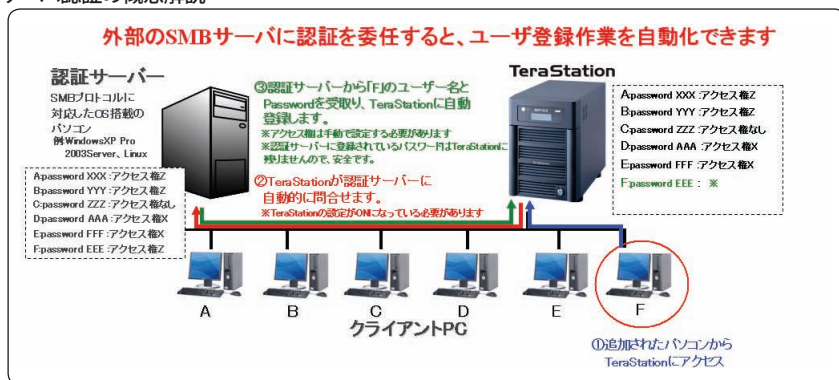 外部のSMBサーバに認証を委任すると、ユーザ登録作業を自動化できます
認証サーバー
SMBプロトコルに
対応したOS搭載の
パソコン
例WindowsXP Pro
2003Server、Linux
A:password XXX :アクセス権Z
B:password YYY :アクセス権Z
C:password ZZZ :アクセス権なし
D:password AAA :アクセス権X
E:password FFF :アクセス権X
F:password EEE :アクセス権Z
③認証サーバーから「F」のユーザー名と
Passwordを受取り、TeraStationに自動
登録します。
※アクセス権は手動で設定する必要があります
※認証サーバーに登録されているパスワードはTeraStationに
残りませんので、安全です。
②TeraStationが認証サーバーに
自動的に問合せます。
※TeraStationの設定がONになっている必要があります
TeraStation
A:password XXX :アクセス権Z
B:password YYY :アクセス権Z
C:password ZZZ :アクセス権なし
D:password AAA :アクセス権X
E:password FFF :アクセス権X
F:password EEE : ※
A
B
C
D
E
F
クライアントPC
①追加されたパソコンから
TeraStationにアクセス